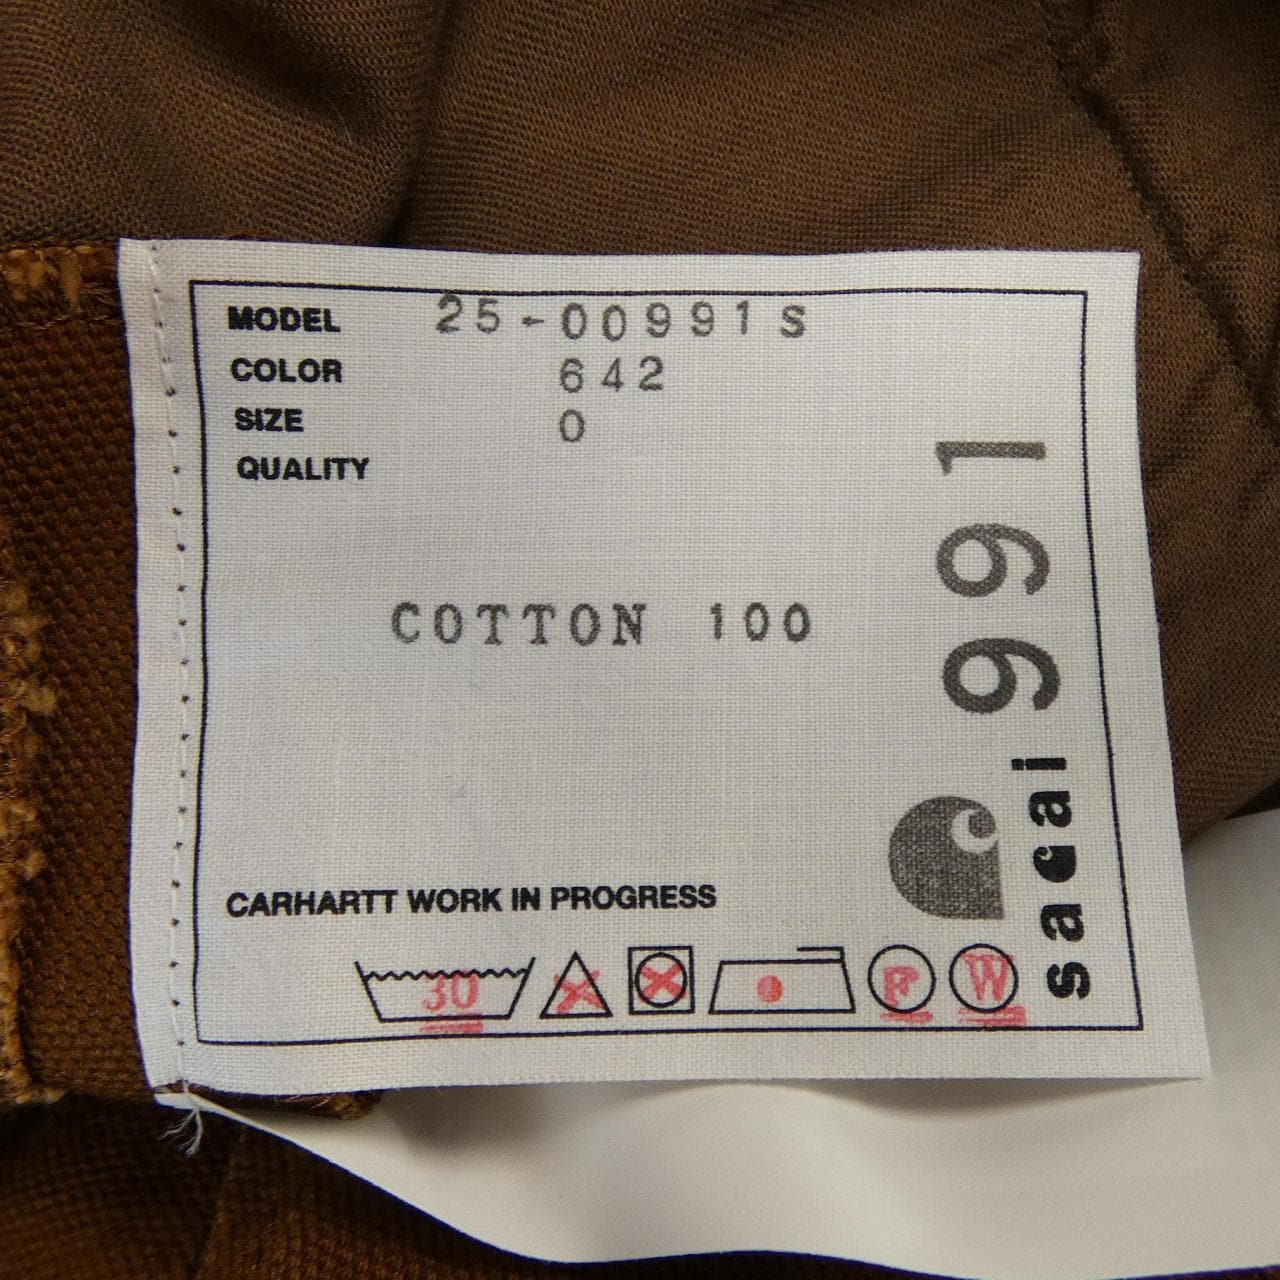 MODEL 25-00991S
COLOR 642
SIZE 0
QUALITY
COTTON 100
CARHARTT WORK IN PROGRESS
30
P
W
991
sacai